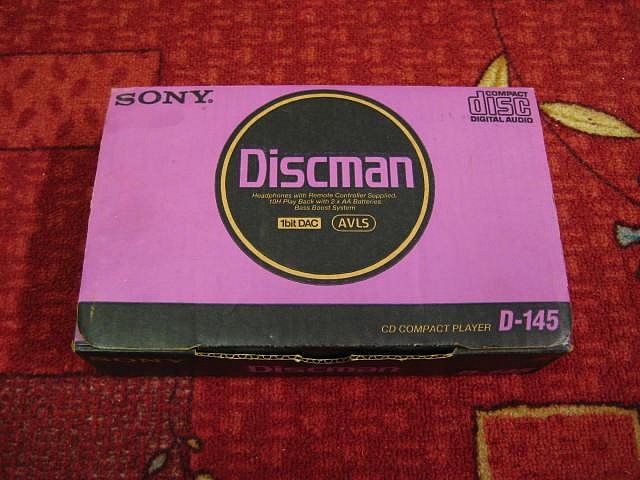 SONY®
COMPACT
disc
DIGITAL AUDIO
Discman
Headphones with Remote Controller Supplied.
10H Play Back with 2 x AA Batteries.
Bass Boost System
1bit DAC
AVLS
CD COMPACT PLAYER D-145
SONY
Discman